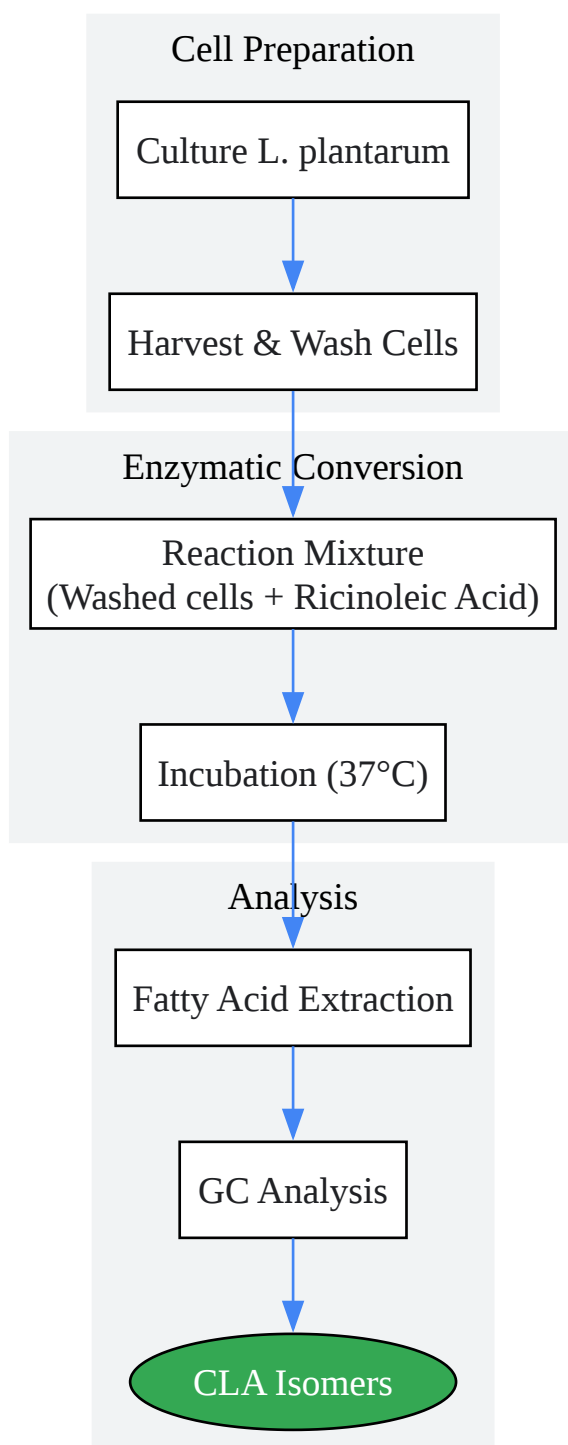 Cell Preparation
Culture L. plantarum
Harvest & Wash Cells
Enzymatic Conversion
Reaction Mixture
(Washed cells + Ricinoleic Acid)
Incubation (37°C)
Analysis
Fatty Acid Extraction
GC Analysis
CLA Isomers